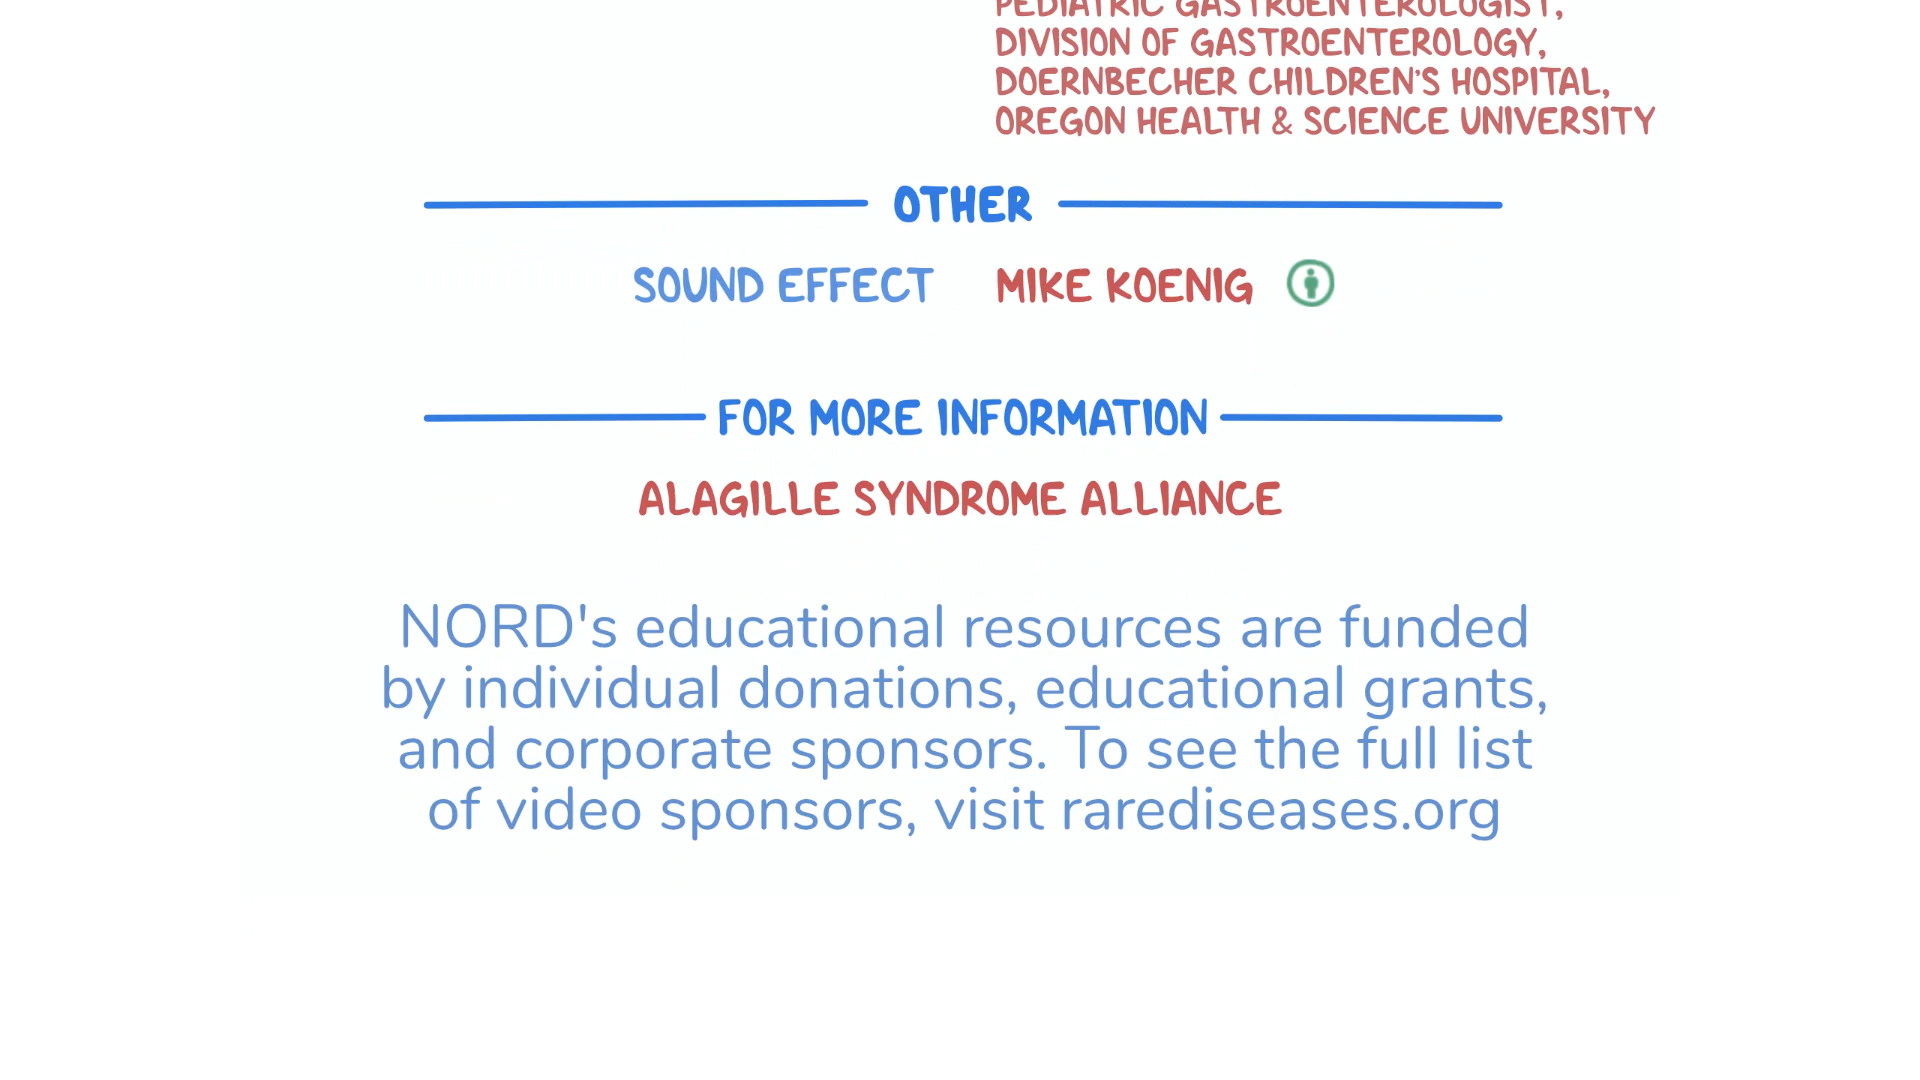 PEDIATRIC GASTROENTEROLOGIST,
DIVISION OF GASTROENTEROLOGY,
DOERNBECHER CHILDREN'S HOSPITAL,
OREGON HEALTH & SCIENCE UNIVERSITY
OTHER
SOUND EFFECT MIKE KOENIG
FOR MORE INFORMATION
ALAGILLE SYNDROME ALLIANCE
NORD's educational resources are funded
by individual donations, educational grants,
and corporate sponsors. To see the full list
of video sponsors, visit rarediseases.org